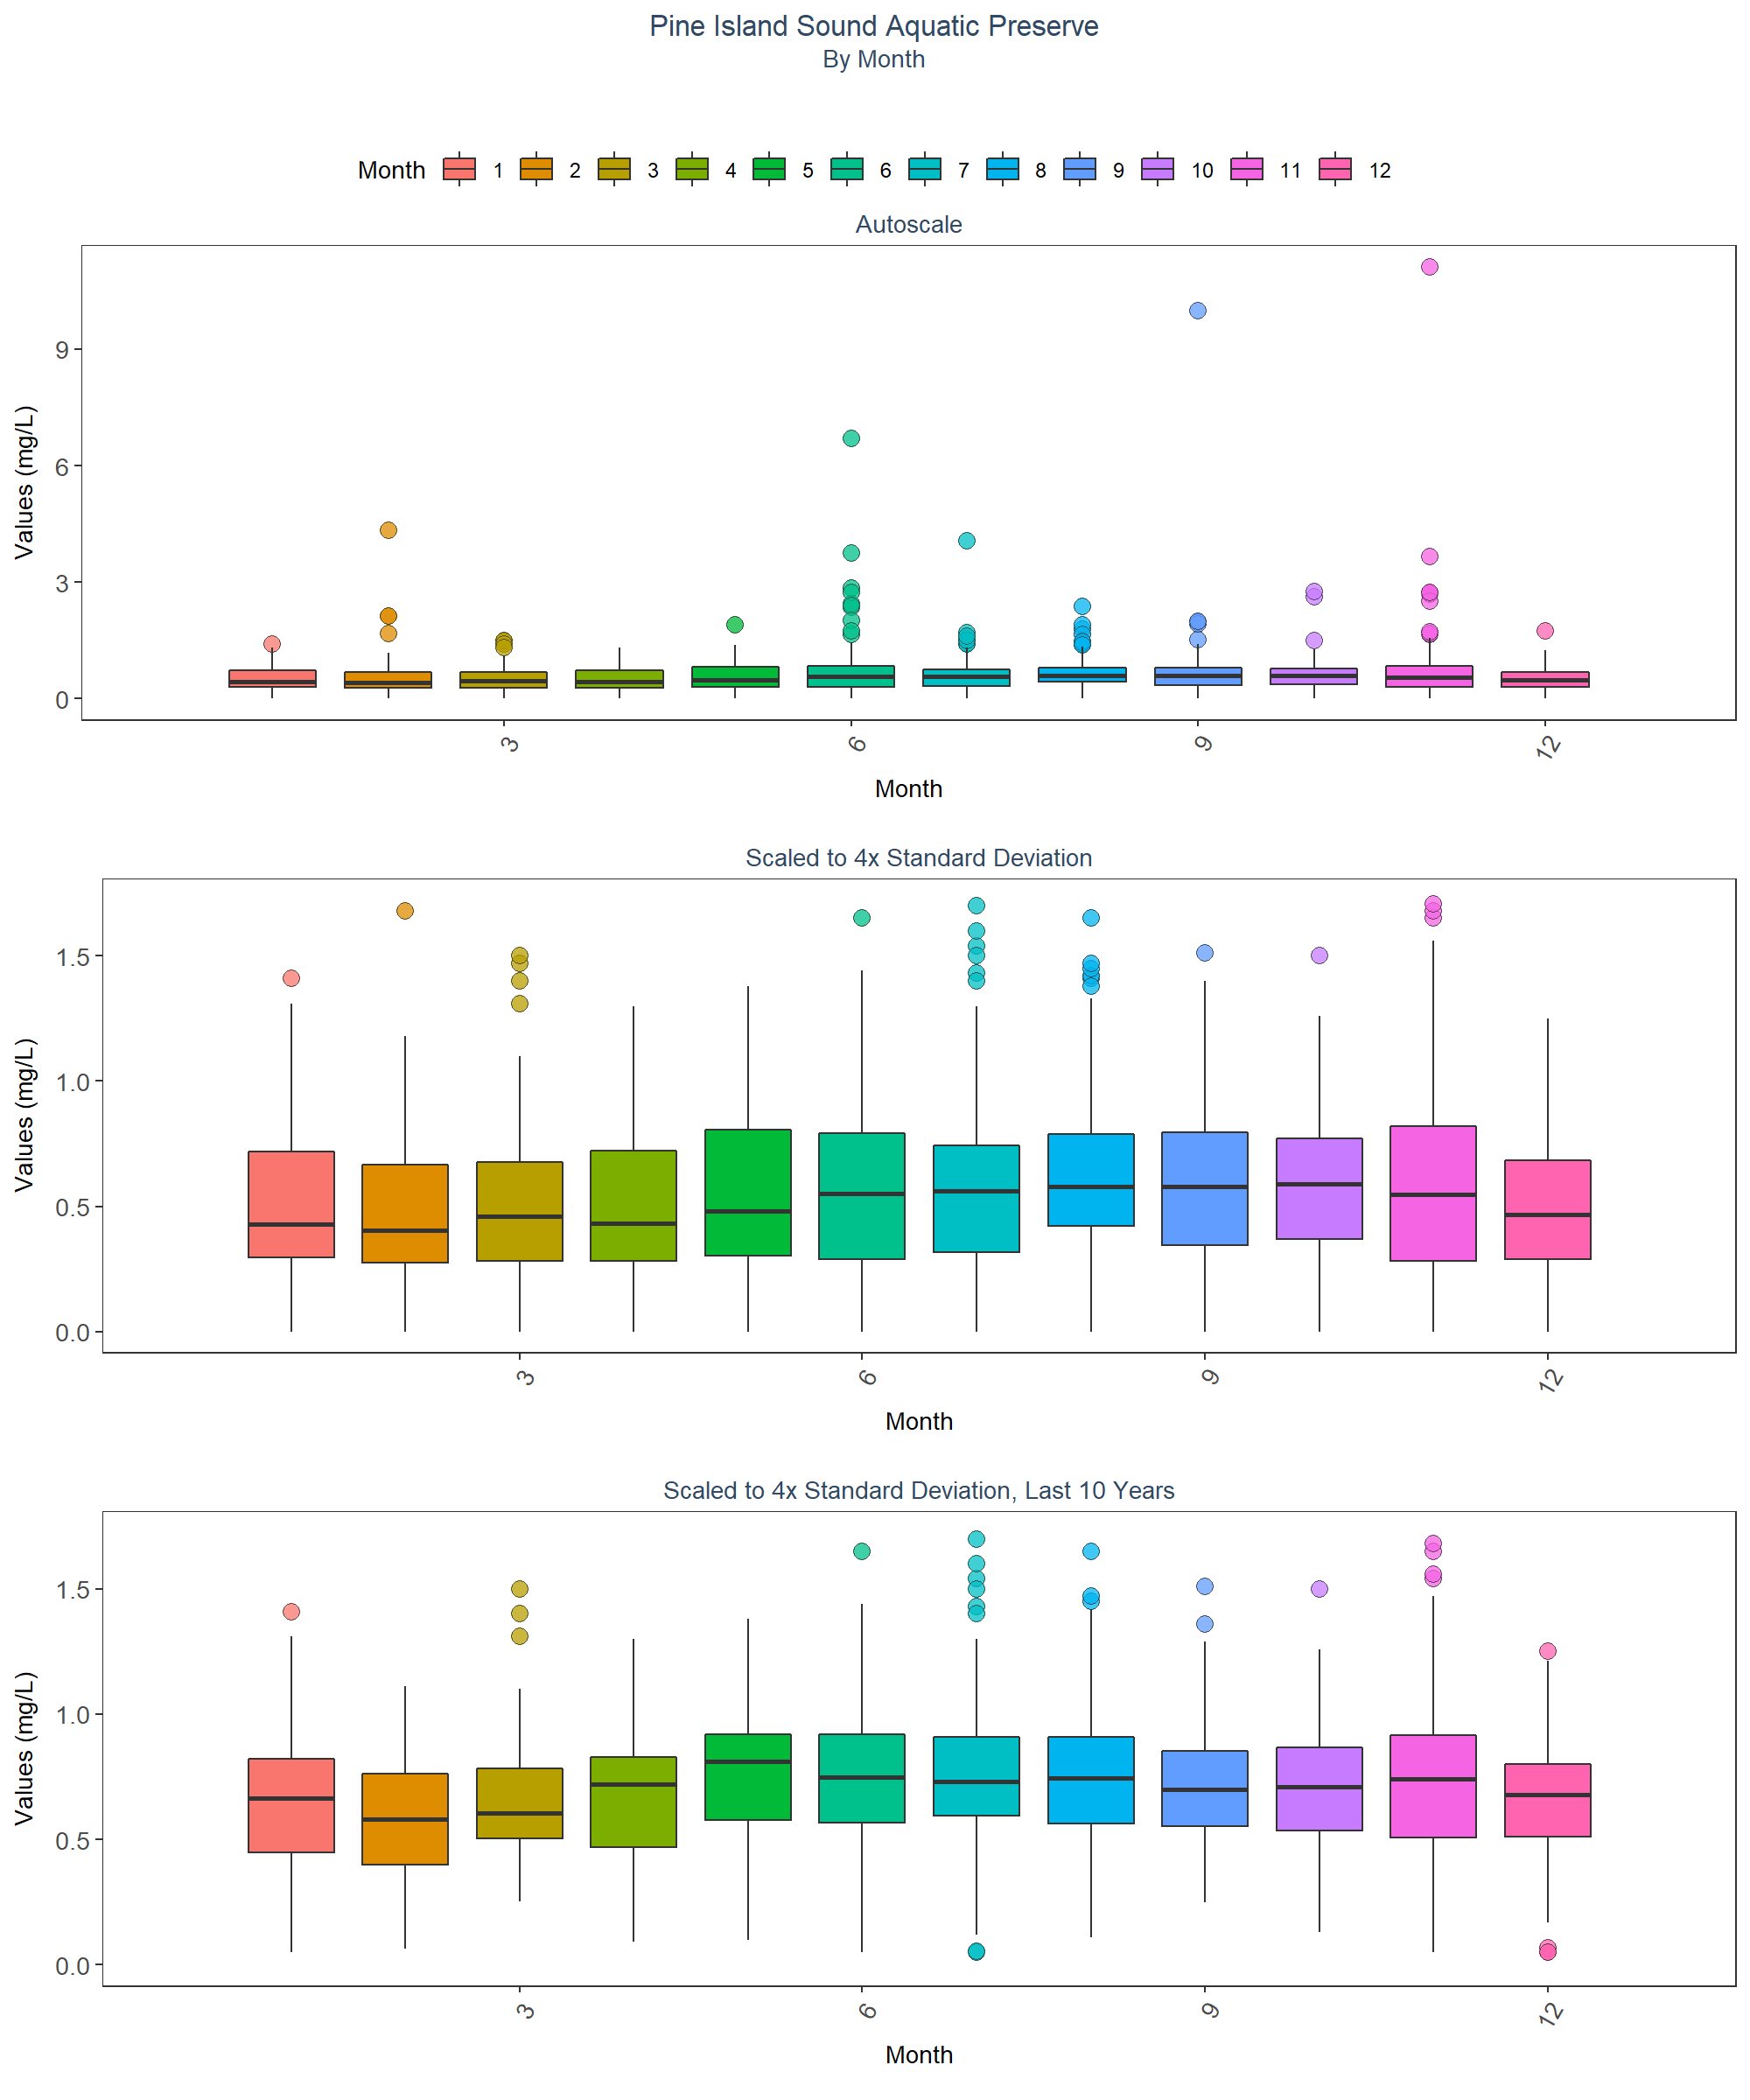 Pine Island Sound Aquatic Preserve
By Month
Month 1 2 3 4 5 6 7 8 9 10 11 12
Autoscale
Values (mg/L)
9
6
3
0
3 6 9 12
Month
Scaled to 4x Standard Deviation
Values (mg/L)
1.5
1.0
0.5
0.0
3 6 9 12
Month
Scaled to 4x Standard Deviation, Last 10 Years
Values (mg/L)
1.5
1.0
0.5
0.0
3 6 9 12
Month